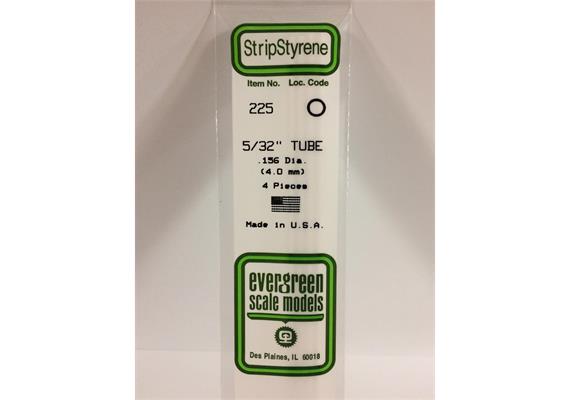 StripStyrene
Item No. Loc. Code
225
5/32" TUBE
.156 Dia.
(4.0 mm)
4 Pieces
Made in U.S.A.
evergreen
scale models
Des Plaines, IL 60018